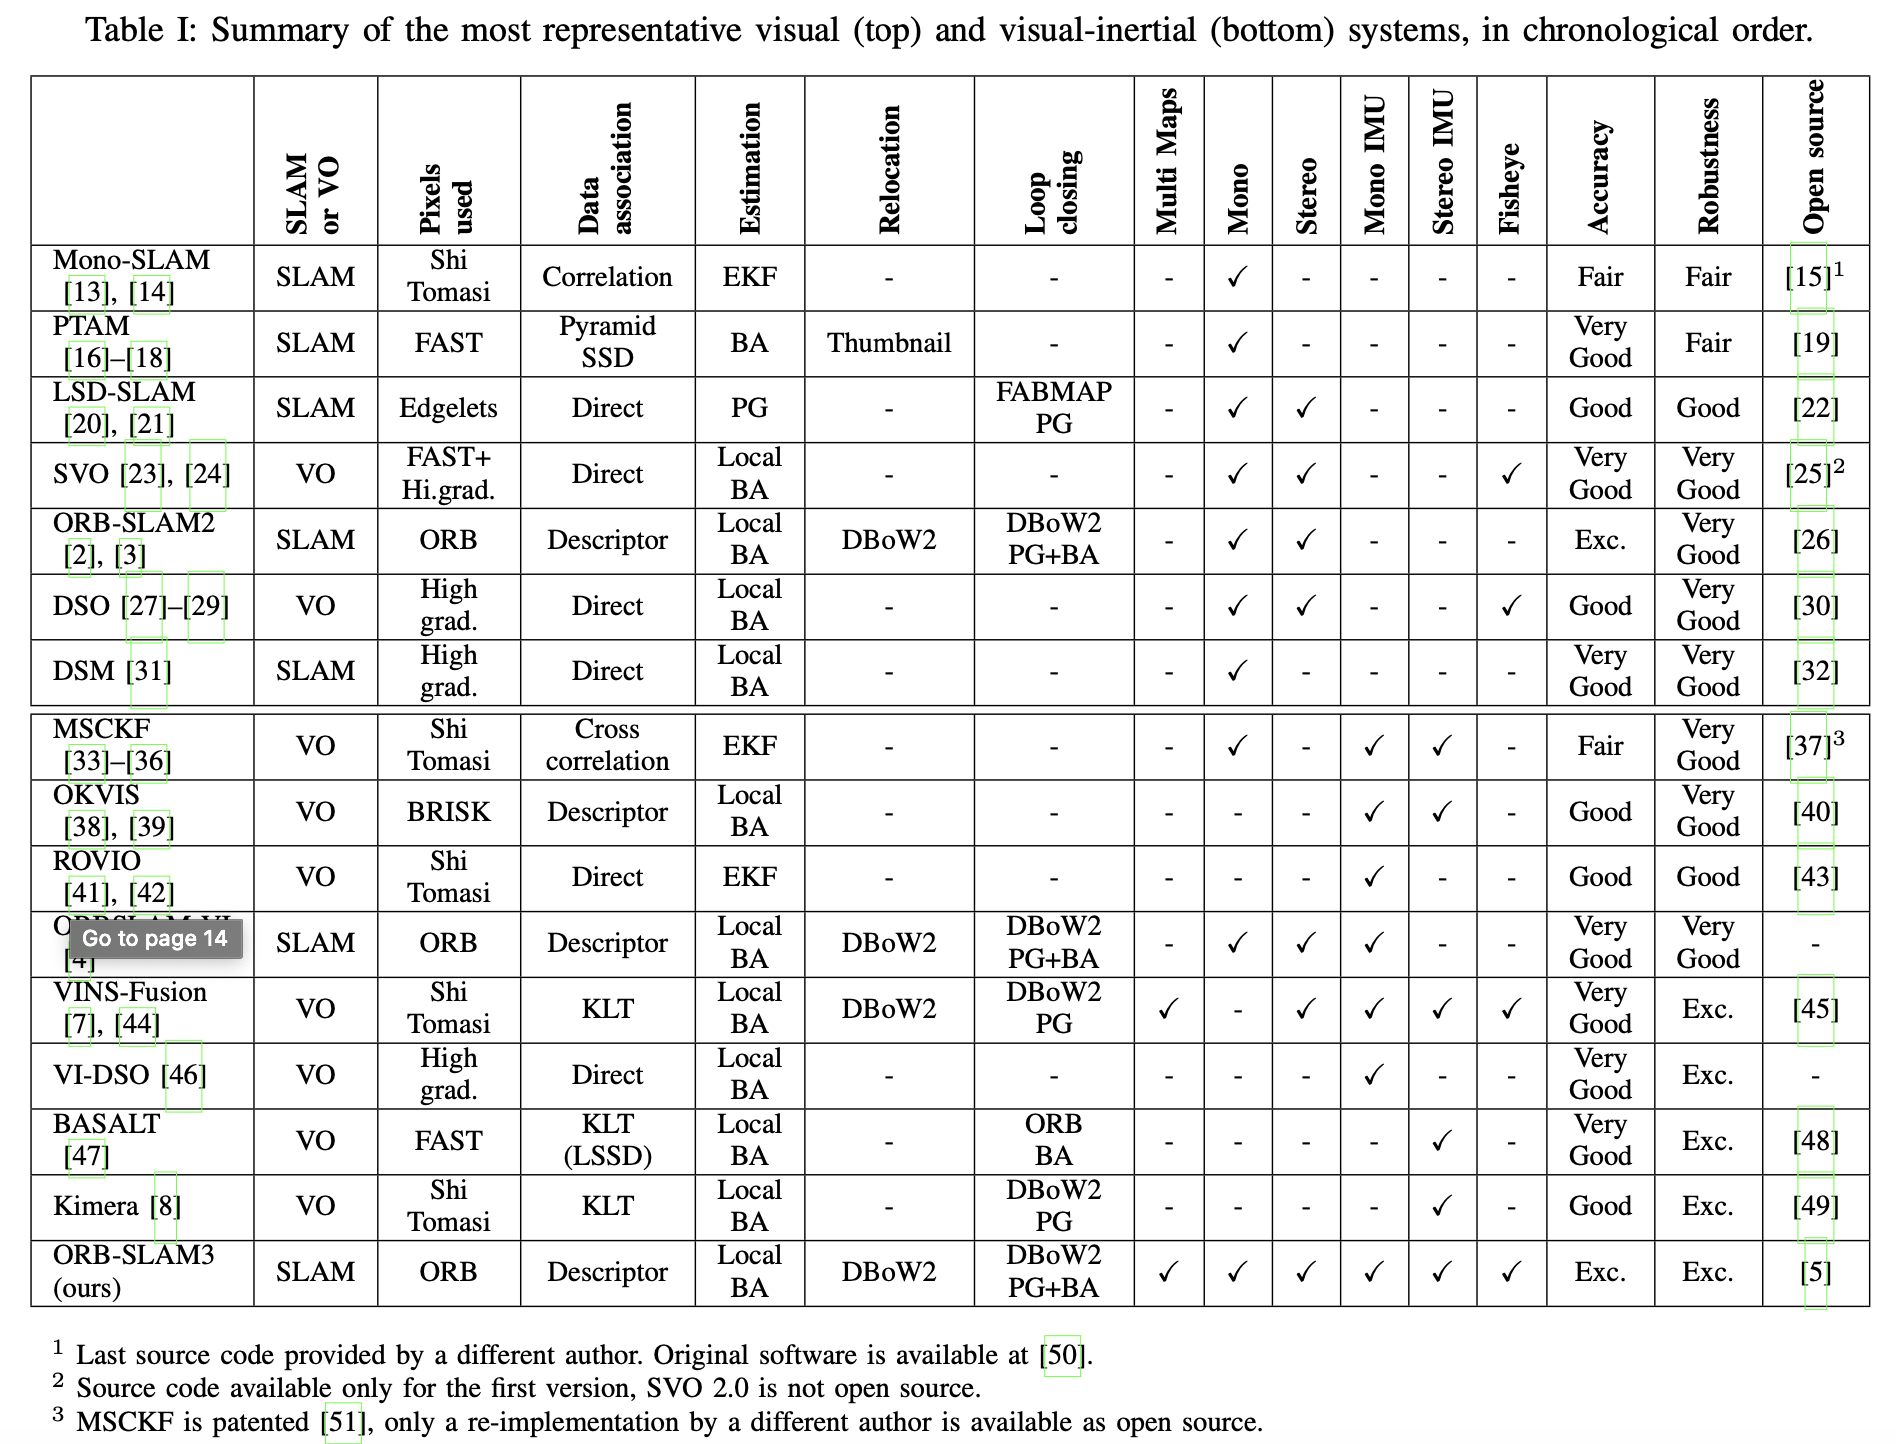 Table I: Summary of the most representative visual (top) and visual-inertial (bottom) systems, in chronological order.
SLAM or VO | Pixels used | Data association | Estimation | Relocation | Loop closing | Multi Maps | Mono | Stereo | Mono IMU | Stereo IMU | Fisheye | Accuracy | Robustness | Open source
Mono-SLAM [13], [14] | SLAM | Shi Tomasi | Correlation | EKF | - | - | - | ✓ | - | - | - | - | Fair | Fair | [15]¹
PTAM [16]–[18] | SLAM | FAST | Pyramid SSD | BA | Thumbnail | - | - | ✓ | - | - | - | - | Very Good | Fair | [19]
LSD-SLAM [20], [21] | SLAM | Edgelets | Direct | PG | - | FABMAP PG | - | ✓ | ✓ | - | - | - | Good | Good | [22]
SVO [23], [24] | VO | FAST+ Hi.grad. | Direct | Local BA | - | - | - | ✓ | ✓ | - | - | ✓ | Very Good | Very Good | [25]²
ORB-SLAM2 [2], [3] | SLAM | ORB | Descriptor | Local BA | DBoW2 | DBoW2 PG+BA | - | ✓ | ✓ | - | - | - | Exc. | Very Good | [26]
DSO [27]–[29] | VO | High grad. | Direct | Local BA | - | - | - | ✓ | ✓ | - | - | ✓ | Good | Very Good | [30]
DSM [31] | SLAM | High grad. | Direct | Local BA | - | - | - | ✓ | - | - | - | - | Very Good | Very Good | [32]
MSCKF [33]–[36] | VO | Shi Tomasi | Cross correlation | EKF | - | - | - | ✓ | - | ✓ | ✓ | - | Fair | Very Good | [37]³
OKVIS [38], [39] | VO | BRISK | Descriptor | Local BA | - | - | - | - | - | ✓ | ✓ | - | Good | Very Good | [40]
ROVIO [41], [42] | VO | Shi Tomasi | Direct | EKF | - | - | - | - | - | ✓ | - | - | Good | Good | [43]
Go to page 14
[4] | SLAM | ORB | Descriptor | Local BA | DBoW2 | DBoW2 PG+BA | - | ✓ | ✓ | ✓ | - | - | Very Good | Very Good | -
VINS-Fusion [7], [44] | VO | Shi Tomasi | KLT | Local BA | DBoW2 | DBoW2 PG | ✓ | - | ✓ | ✓ | ✓ | ✓ | Very Good | Exc. | [45]
VI-DSO [46] | VO | High grad. | Direct | Local BA | - | - | - | - | - | ✓ | - | - | Very Good | Exc. | -
BASALT [47] | VO | FAST | KLT (LSSD) | Local BA | - | ORB BA | - | - | - | - | ✓ | - | Very Good | Exc. | [48]
Kimera [8] | VO | Shi Tomasi | KLT | Local BA | - | DBoW2 PG | - | - | - | - | ✓ | - | Good | Exc. | [49]
ORB-SLAM3 (ours) | SLAM | ORB | Descriptor | Local BA | DBoW2 | DBoW2 PG+BA | ✓ | ✓ | ✓ | ✓ | ✓ | ✓ | Exc. | Exc. | [5]
¹ Last source code provided by a different author. Original software is available at [50].
² Source code available only for the first version, SVO 2.0 is not open source.
³ MSCKF is patented [51], only a re-implementation by a different author is available as open source.